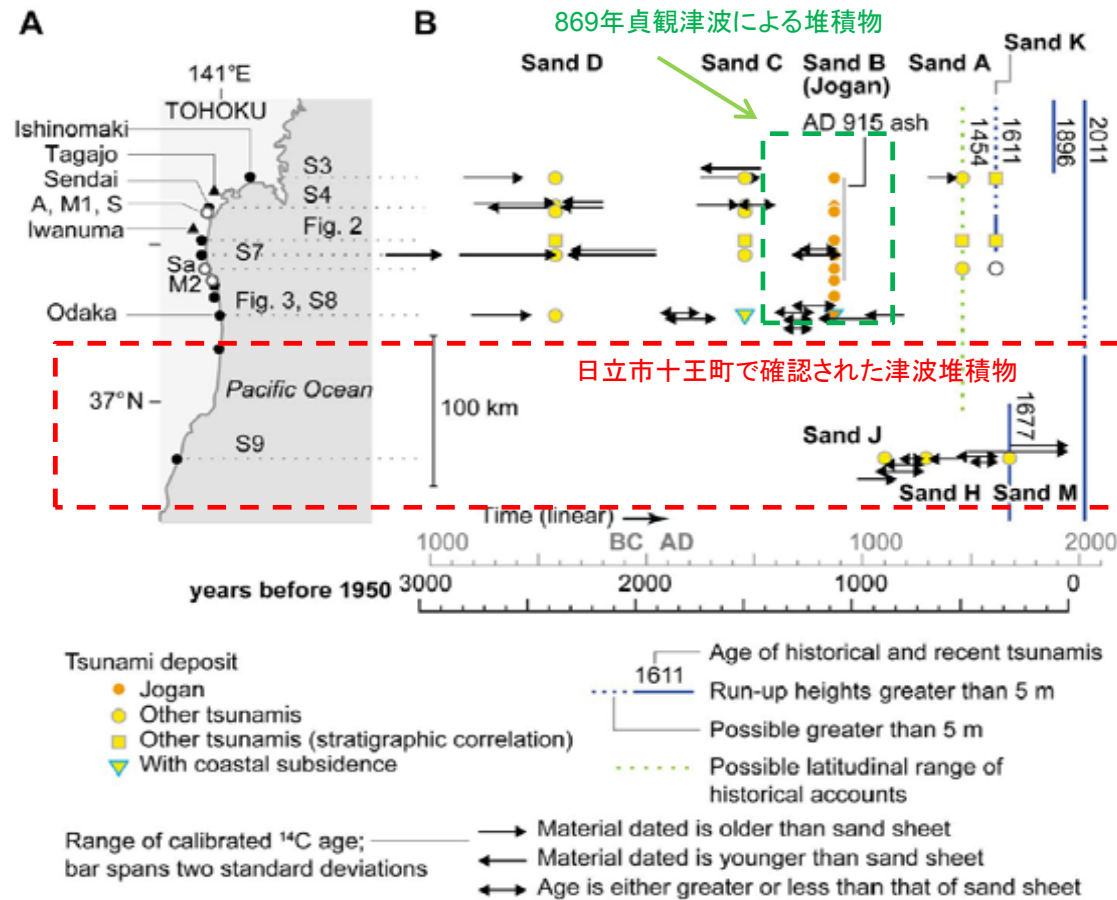 A
B
869年貞観津波による堆積物
Sand K
Sand D
Sand C
Sand B
(Jogan)
Sand A
141°E
TOHOKU
AD 915 ash
1454
1611
1896
2011
Ishinomaki
Tagajo
Sendai
A, M1, S
Iwanuma
Sa
M2
Odaka
S3
S4
Fig. 2
S7
Fig. 3, S8
日立市十王町で確認された津波堆積物
Pacific Ocean
37°N
100 km
1677
S9
Sand J
Sand H
Sand M
Time (linear)
1000
BC
AD
1000
2000
years before 1950
3000
2000
1000
0
Tsunami deposit
Jogan
Other tsunamis
Other tsunamis (stratigraphic correlation)
With coastal subsidence
Age of historical and recent tsunamis
1611
Run-up heights greater than 5 m
Possible greater than 5 m
Possible latitudinal range of
historical accounts
Range of calibrated ¹⁴C age;
bar spans two standard deviations
Material dated is older than sand sheet
Material dated is younger than sand sheet
Age is either greater or less than that of sand sheet